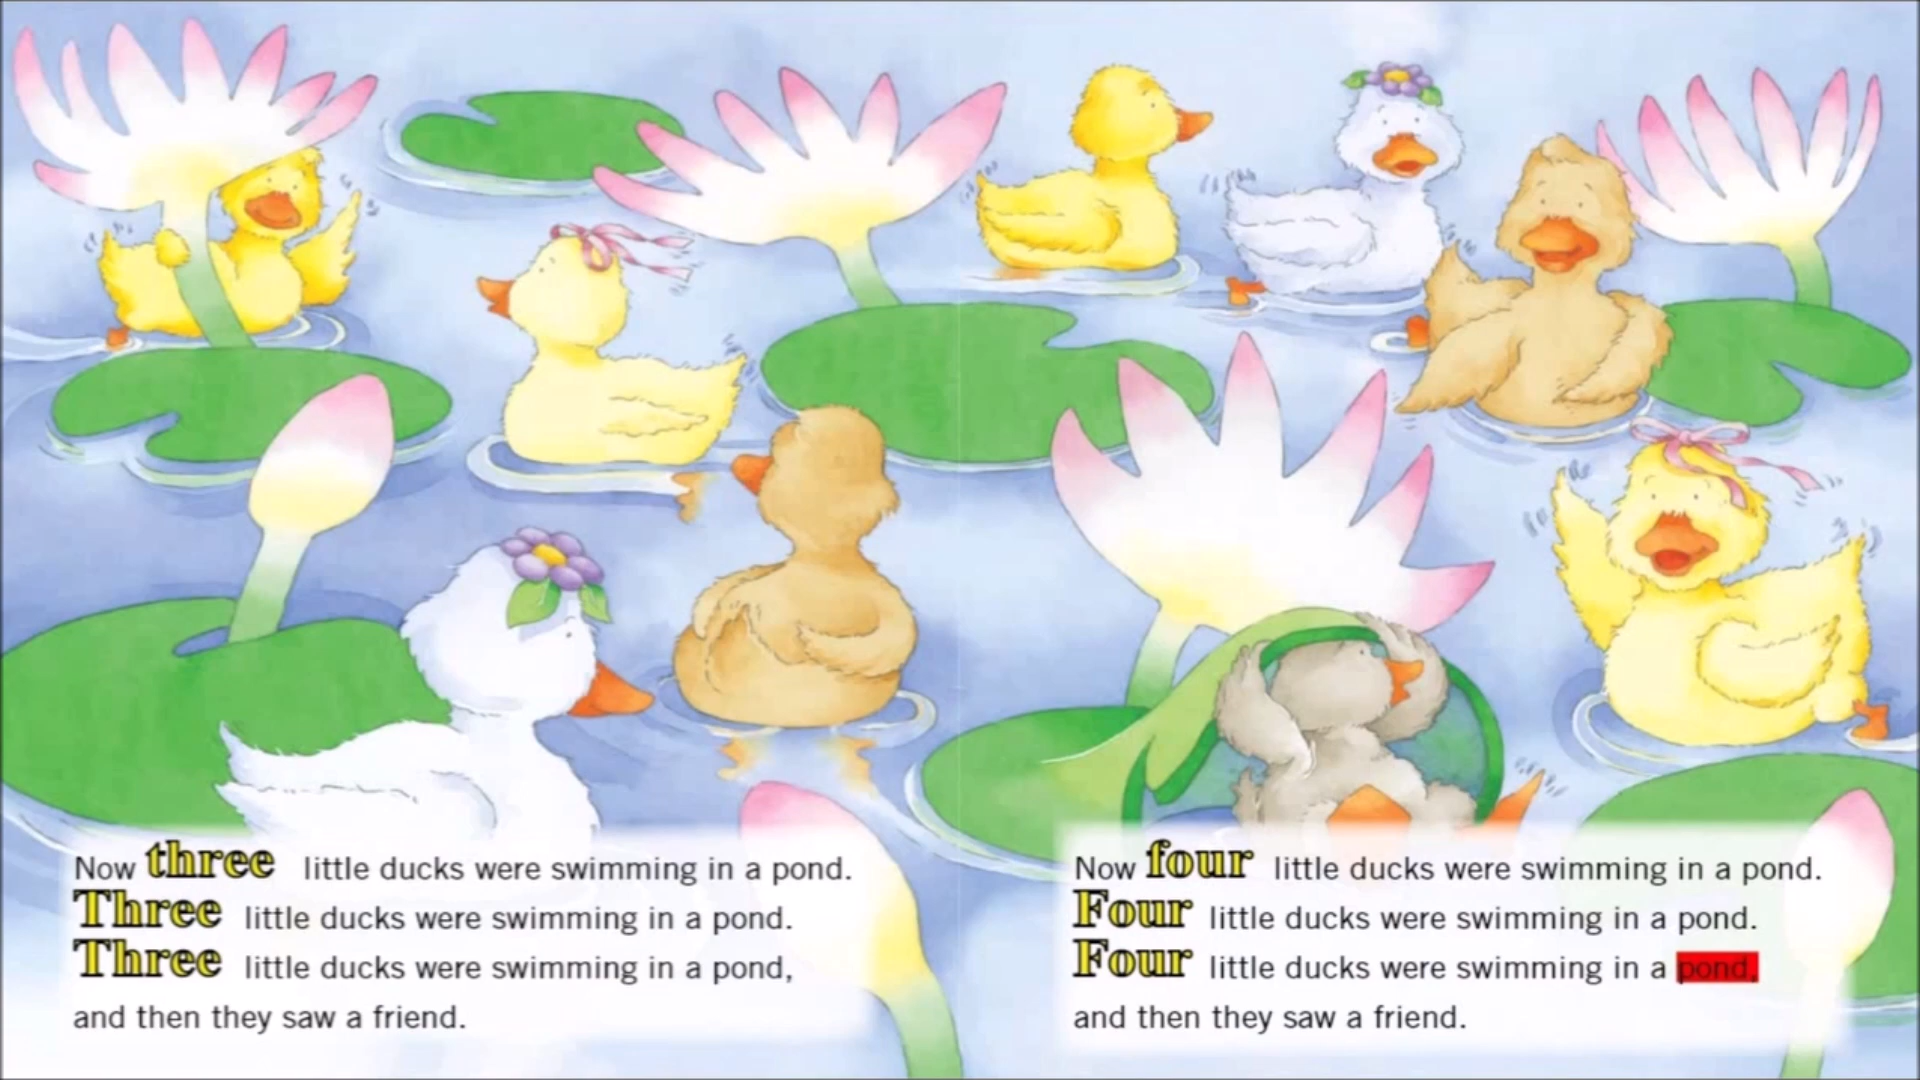 Now three little ducks were swimming in a pond.
Three little ducks were swimming in a pond.
Three little ducks were swimming in a pond,
and then they saw a friend.
Now four little ducks were swimming in a pond.
Four little ducks were swimming in a pond.
Four little ducks were swimming in a pond,
and then they saw a friend.